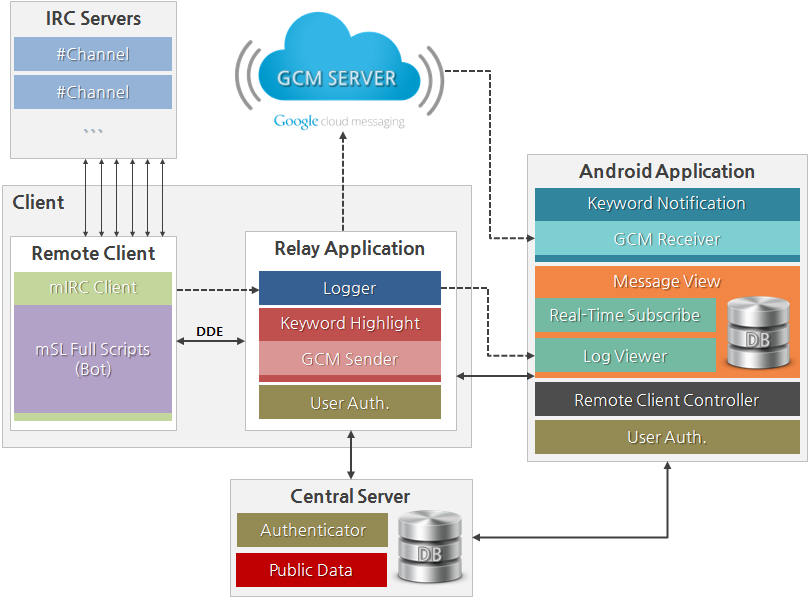 IRC Servers
#Channel
#Channel
...
GCM SERVER
Google cloud messaging
Client
Remote Client
mIRC Client
mSL Full Scripts
(Bot)
DDE
Relay Application
Logger
Keyword Highlight
GCM Sender
User Auth.
Android Application
Keyword Notification
GCM Receiver
Message View
Real-Time Subscribe
Log Viewer
DB
Remote Client Controller
User Auth.
Central Server
Authenticator
Public Data
DB